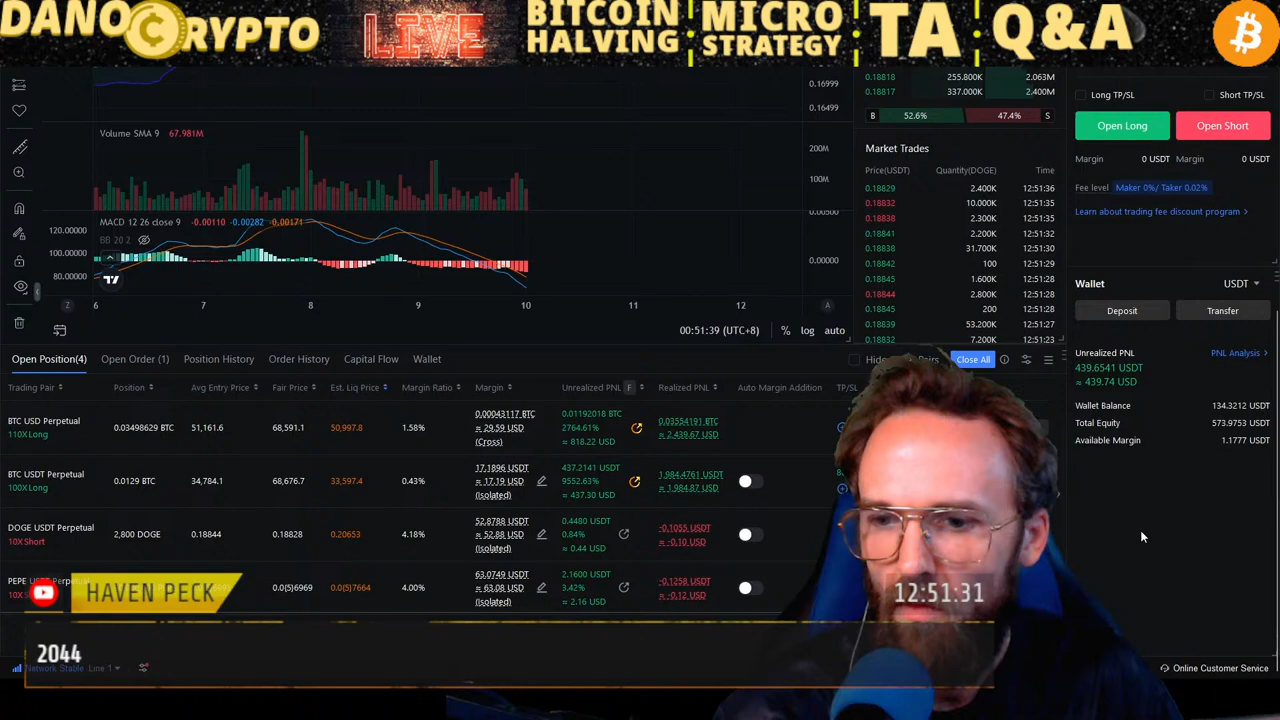 DANO CRYPTO
LIVE
BITCOIN HALVING
MICRO STRATEGY
TA
Q&A
0.16999
0.16499
Volume SMA 9 67.981M
200M
100M
MACD 12 26 close 9 -0.00110 -0.00282 -0.00171
BB 20 2
0.00500
0.00000
120.00000
100.00000
80.00000
Z 6 7 8 9 10 11 12 A
00:51:39 (UTC+8) % log auto
0.18818 255.800K 2.063M
0.18817 337.000K 2.400M
B 52.6% 47.4% S
Market Trades
Price(USDT) Quantity(DOGE) Time
0.18829 2.400K 12:51:36
0.18832 10.000K 12:51:35
0.18838 2.300K 12:51:35
0.18841 2.200K 12:51:32
0.18838 31.700K 12:51:30
0.18842 100 12:51:29
0.18845 1.600K 12:51:28
0.18844 2.800K 12:51:28
0.18845 200 12:51:28
0.18839 53.200K 12:51:27
0.18832 7.200K 12:51:23
Long TP/SL Short TP/SL
Open Long Open Short
Margin 0 USDT Margin 0 USDT
Fee level Maker 0%/ Taker 0.02%
Learn about trading fee discount program >
Wallet USDT
Deposit Transfer
Unrealized PNL PNL Analysis >
439.6541 USDT
≈ 439.74 USD
Wallet Balance 134.3212 USDT
Total Equity 573.9753 USDT
Available Margin 1.1777 USDT
Open Position(4) Open Order (1) Position History Order History Capital Flow Wallet
Close All
Trading Pair Position Avg Entry Price Fair Price Est. Liq Price Margin Ratio Margin Unrealized PNL F Realized PNL Auto Margin Addition TP/SL
BTC USD Perpetual
110X Long
0.03498629 BTC 51,161.6 68,591.1 50,997.8 1.58%
0.00043117 BTC
≈ 29.59 USD
(Cross)
0.01192018 BTC
2764.61%
≈ 818.22 USD
0.03554191 BTC
≈ 2,439.67 USD
BTC USDT Perpetual
100X Long
0.0129 BTC 34,784.1 68,676.7 33,597.4 0.43%
17.1896 USDT
≈ 17.19 USD
(Isolated)
437.2141 USDT
9552.63%
≈ 437.30 USD
1,984.4761 USDT
≈ 1,984.87 USD
DOGE USDT Perpetual
10X Short
2,800 DOGE 0.18844 0.18828 0.20653 4.18%
52.8788 USDT
≈ 52.88 USD
(Isolated)
0.4480 USDT
0.84%
≈ 0.44 USD
-0.1055 USDT
≈ -0.10 USD
PEPE
Perpetual
0.0(5)6969 0.0(5)7664 4.00%
63.0749 USDT
≈ 63.08 USD
(Isolated)
2.1600 USDT
3.42%
≈ 2.16 USD
-0.1258 USDT
≈ -0.12 USD
HAVEN PECK
12:51:31
2044
Network Stable Line 1
Online Customer Service